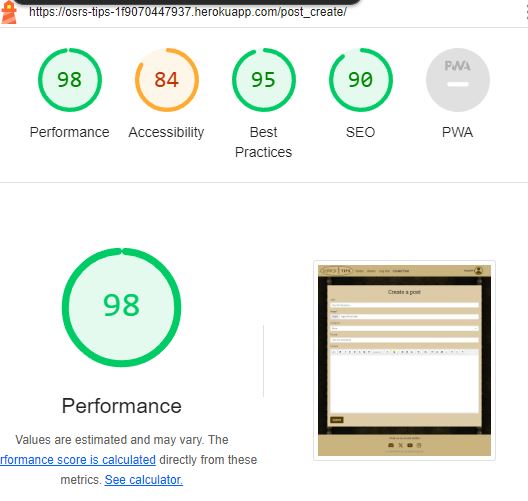 https://osrs-tips-1f9070447937.herokuapp.com/post_create/
98
84
95
90
PWA
Performance
Accessibility
Best
Practices
SEO
PWA
98
Create a post
Performance
Values are estimated and may vary. The
rformance score is calculated directly from these
metrics. See calculator.